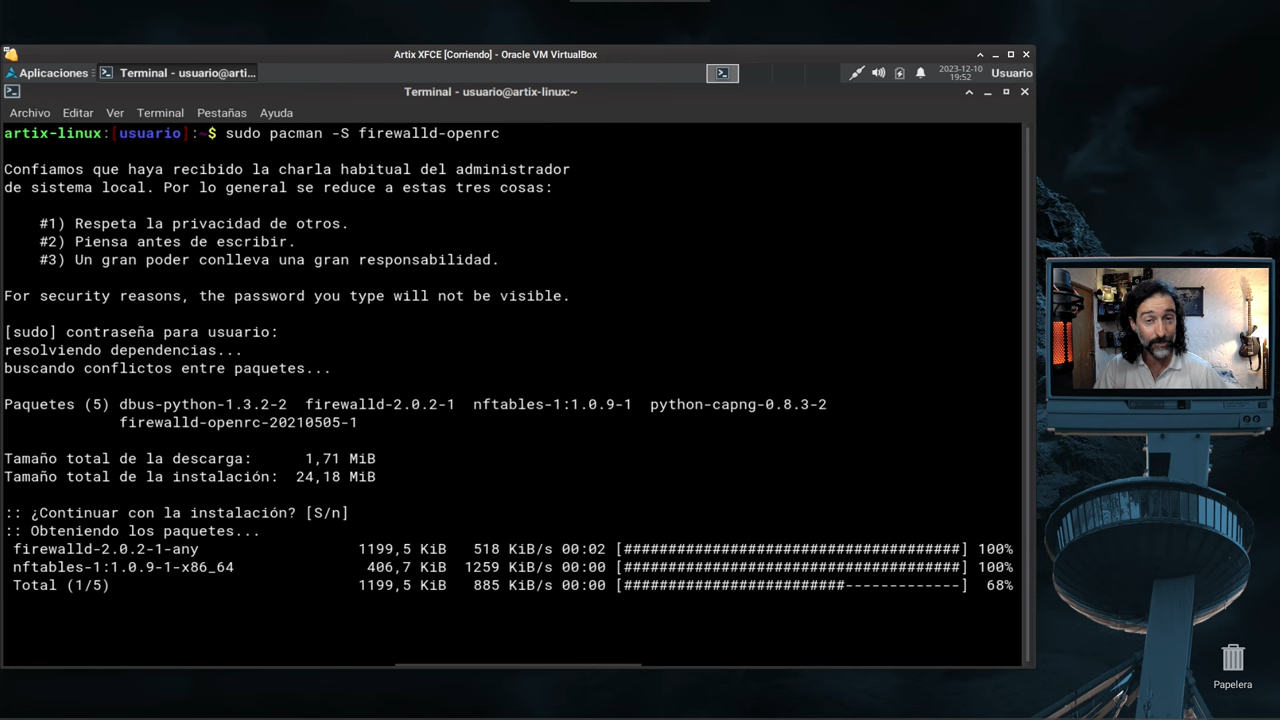 Artix XFCE [Corriendo] - Oracle VM VirtualBox
Aplicaciones
Terminal - usuario@arti...
2023-12-10
19:52
Usuario
Terminal - usuario@artix-linux:~
Archivo Editar Ver Terminal Pestañas Ayuda
artix-linux:[usuario]:~$ sudo pacman -S firewalld-openrc
Confiamos que haya recibido la charla habitual del administrador
de sistema local. Por lo general se reduce a estas tres cosas:
#1) Respeta la privacidad de otros.
#2) Piensa antes de escribir.
#3) Un gran poder conlleva una gran responsabilidad.
For security reasons, the password you type will not be visible.
[sudo] contraseña para usuario:
resolviendo dependencias...
buscando conflictos entre paquetes...
Paquetes (5) dbus-python-1.3.2-2 firewalld-2.0.2-1 nftables-1:1.0.9-1 python-capng-0.8.3-2
firewalld-openrc-20210505-1
Tamaño total de la descarga: 1,71 MiB
Tamaño total de la instalación: 24,18 MiB
:: ¿Continuar con la instalación? [S/n]
:: Obteniendo los paquetes...
firewalld-2.0.2-1-any 1199,5 KiB 518 KiB/s 00:02 [######################################] 100%
nftables-1:1.0.9-1-x86_64 406,7 KiB 1259 KiB/s 00:00 [######################################] 100%
Total (1/5) 1199,5 KiB 885 KiB/s 00:00 [#########################-------------] 68%
Papelera